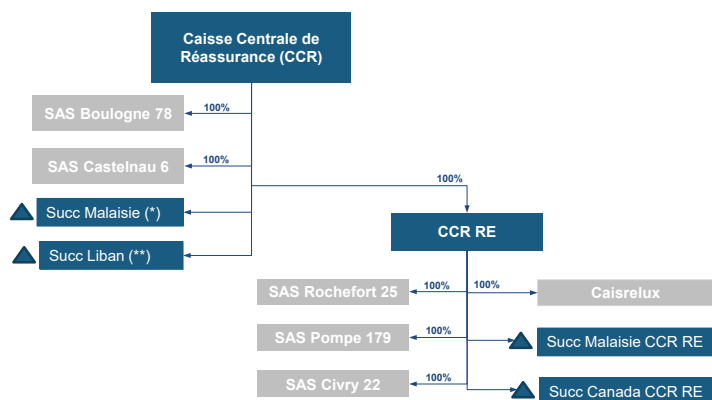 Caisse Centrale de
Réassurance (CCR)
100%
SAS Boulogne 78
100%
SAS Castelnau 6
100%
Succ Malaisie (*)
CCR RE
Succ Liban (**)
100%
100%
SAS Rochefort 25
Caisrelux
100%
SAS Pompe 179
Succ Malaisie CCR RE
100%
SAS Civry 22
Succ Canada CCR RE